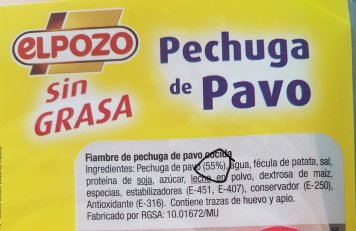 ELPOZO
sin
GRASA
Pechuga
de Pavo
Fiambre de pechuga de pavo cocida
Ingredientes: Pechuga de pavo (55%), agua, fécula de patata, sal,
proteina de soja, azúcar, leche en polvo, dextrosa de maíz,
especias, estabilizadores (E-451, E-407), conservador (E-250),
Antioxidante (E-316). Contiene trazas de huevo y apio.
Fabricado por RGSA: 10.01672/MU